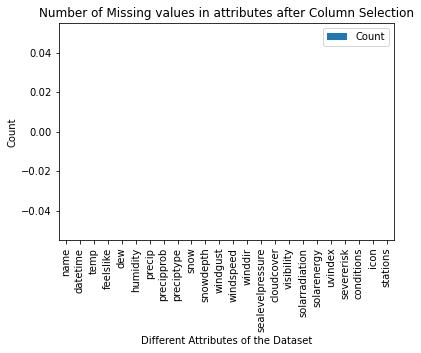 Number of Missing values in attributes after Column Selection
Count
0.04
0.02
0.00
−0.02
−0.04
Count
name
datetime
temp
feelslike
dew
humidity
precip
precipprob
preciptype
snow
snowdepth
windgust
windspeed
winddir
sealevelpressure
cloudcover
visibility
solarradiation
solarenergy
uvindex
severerisk
conditions
icon
stations
Different Attributes of the Dataset